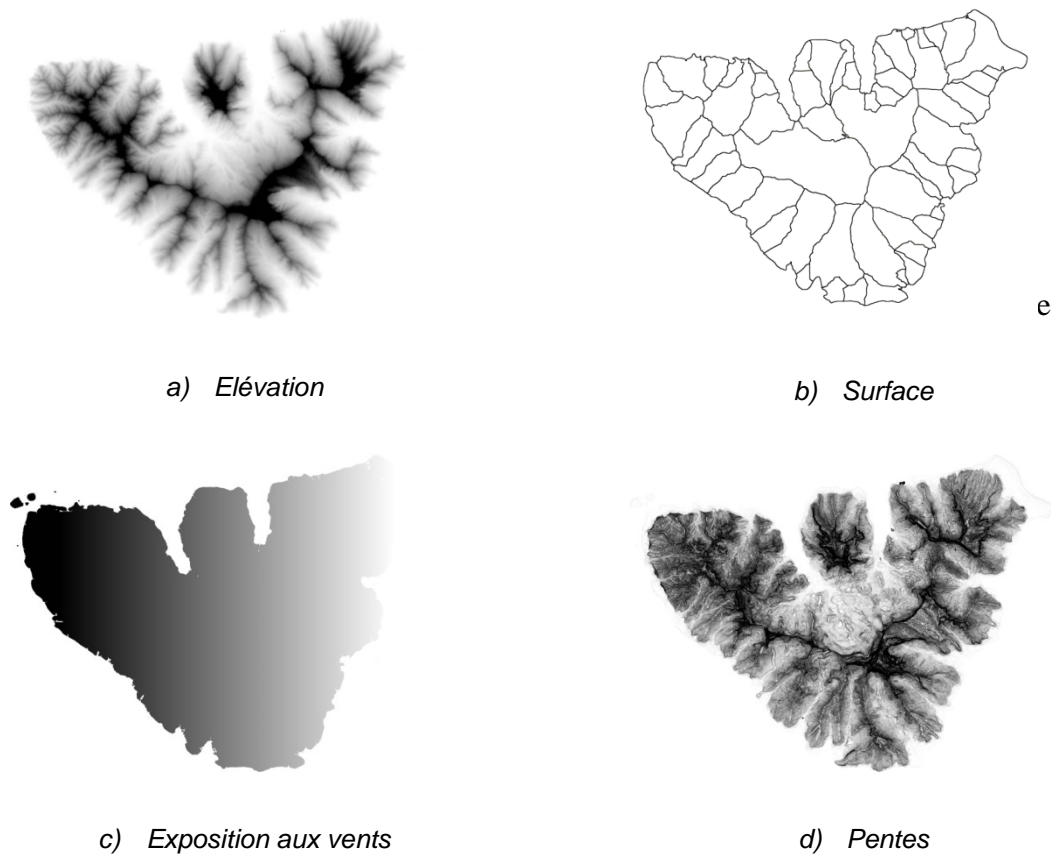 e
a) Elévation
b) Surface
c) Exposition aux vents
d) Pentes